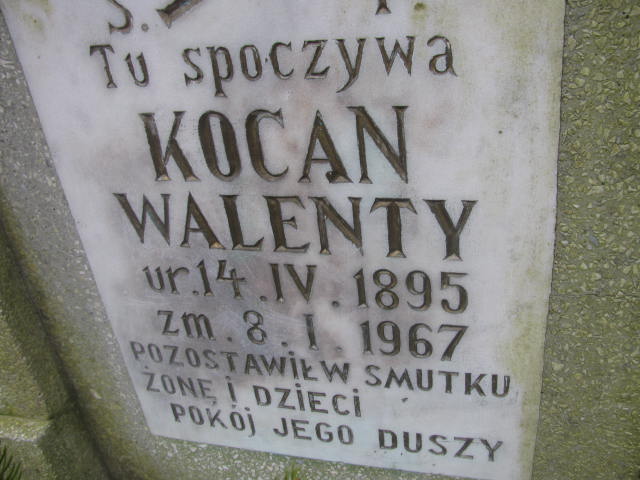 Tu spoczywa
KOCAN
WALENTY
ur. 14. IV. 1895
zm. 8. I. 1967
POZOSTAWIŁ W SMUTKU
ŻONĘ I DZIECI
POKÓJ JEGO DUSZY